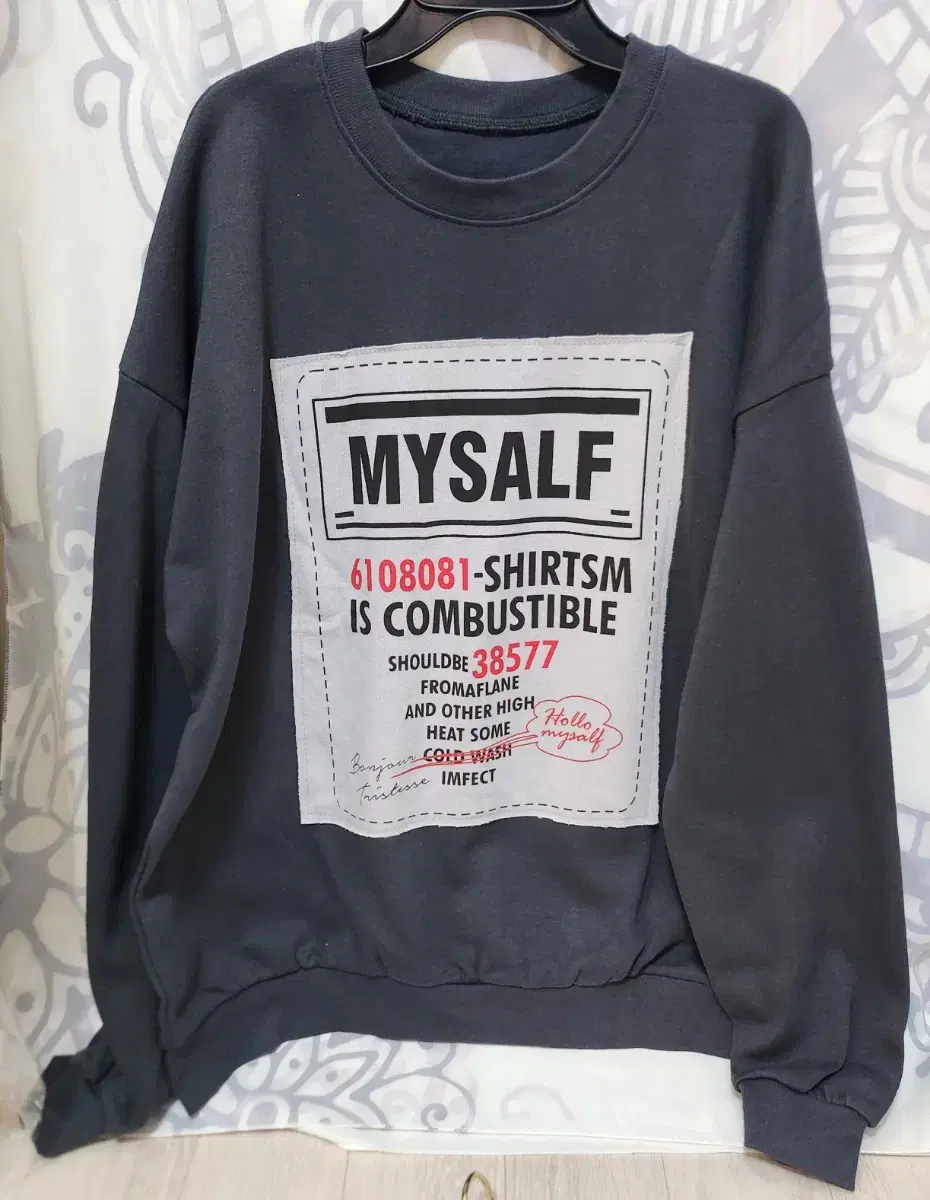 MYSALF
6108081-SHIRTSM
IS COMBUSTIBLE
SHOULDBE 38577
FROMAFLANE
AND OTHER HIGH
HEAT SOME
Hollo
myself
COLD WASH
Bonjour
IMFECT
Tristesse